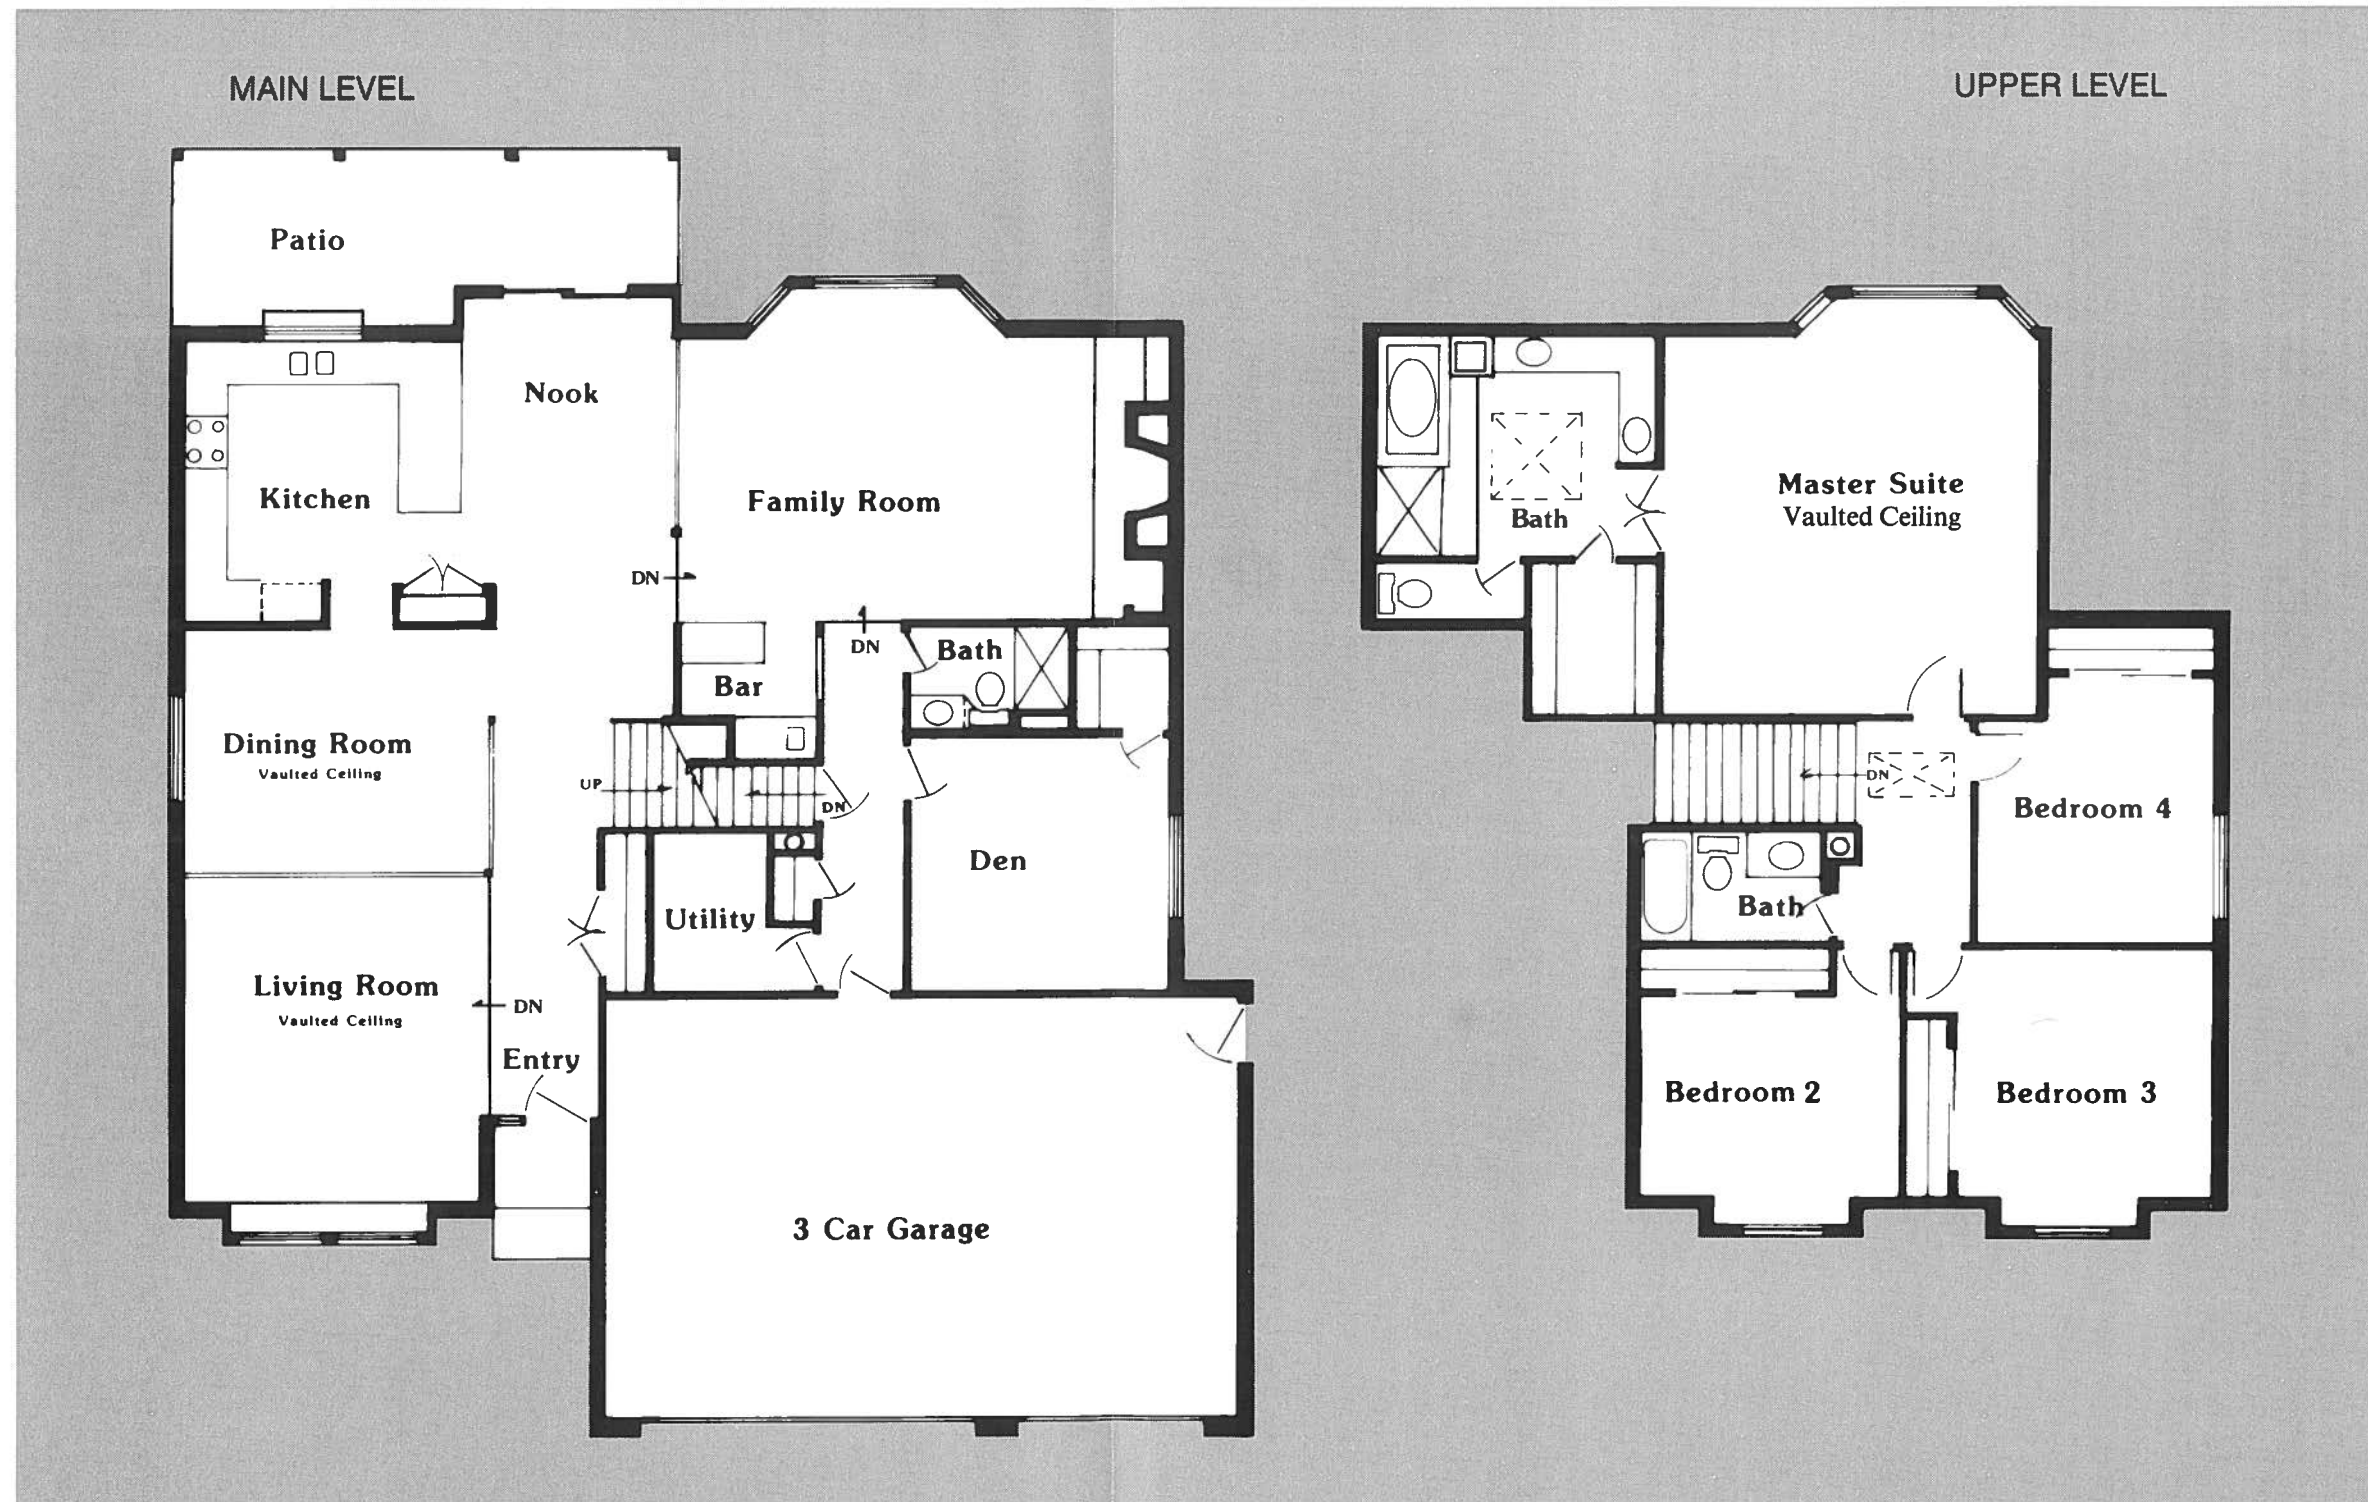 MAIN LEVEL
UPPER LEVEL
Patio
Nook
Kitchen
Family Room
DN
DN
Bath
Bar
Dining Room
Vaulted Ceiling
UP
DN
Den
Utility
Living Room
Vaulted Ceiling
DN
Entry
3 Car Garage
Master Suite
Vaulted Ceiling
Bath
DN
Bedroom 4
Bath
Bedroom 2
Bedroom 3